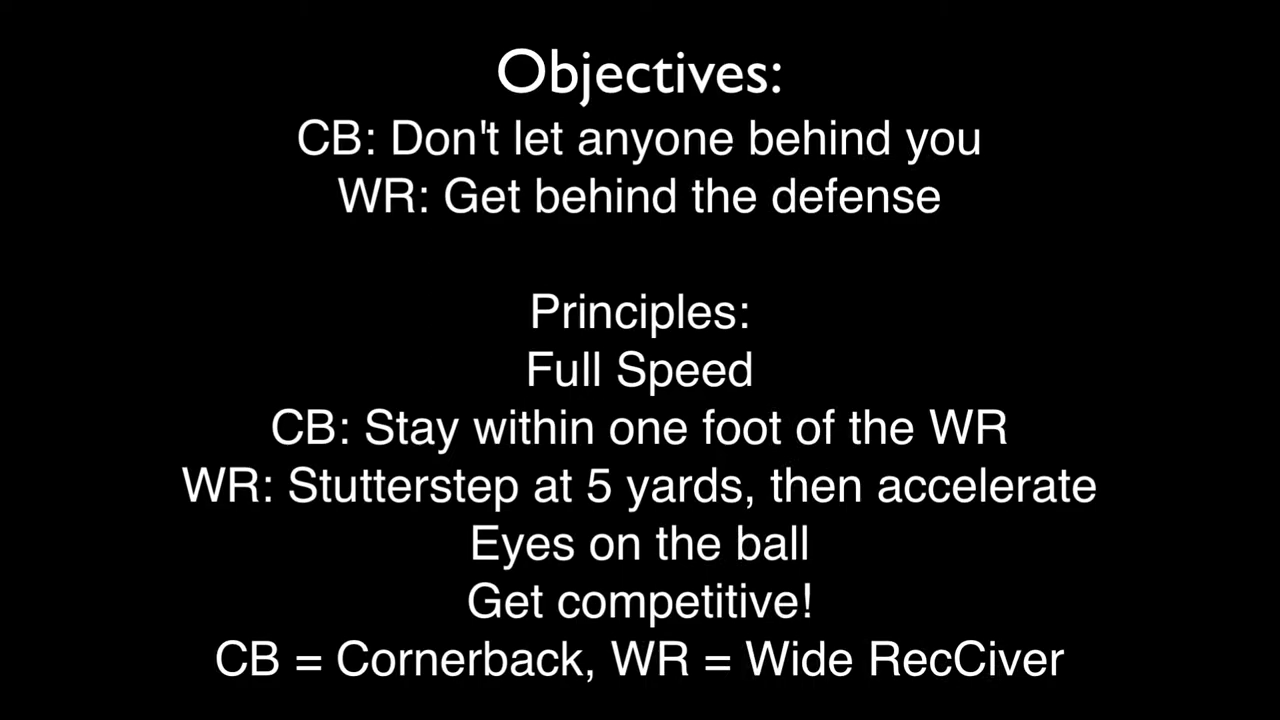 Objectives:
CB: Don't let anyone behind you
WR: Get behind the defense
Principles:
Full Speed
CB: Stay within one foot of the WR
WR: Stutterstep at 5 yards, then accelerate
Eyes on the ball
Get competitive!
CB = Cornerback, WR = Wide RecCiver